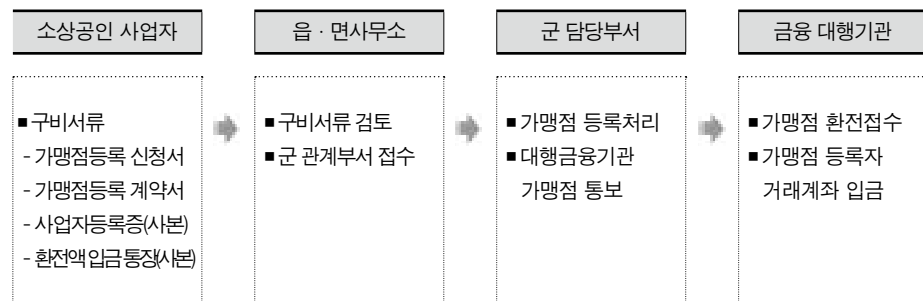 소상공인 사업자
■ 구비서류
- 가맹점등록 신청서
- 가맹점등록 계약서
- 사업자등록증(사본)
- 환전액 입금 통장(사본)
읍 · 면사무소
■ 구비서류 검토
■ 군 관계부서 접수
군 담당부서
■ 가맹점 등록처리
■ 대행금융기관
가맹점 통보
금융 대행기관
■ 가맹점 환전접수
■ 가맹점 등록자
거래계좌 입금